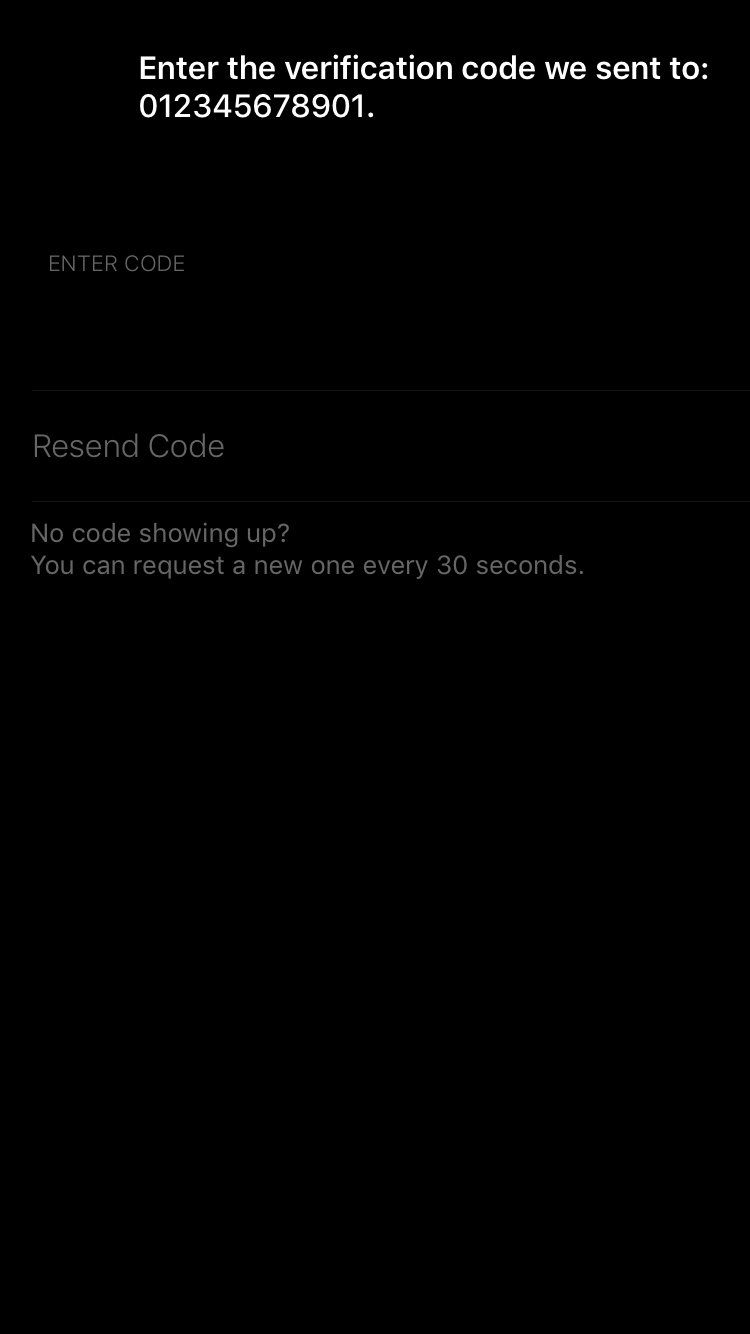 Enter the verification code we sent to:
012345678901.
ENTER CODE
Resend Code
No code showing up?
You can request a new one every 30 seconds.